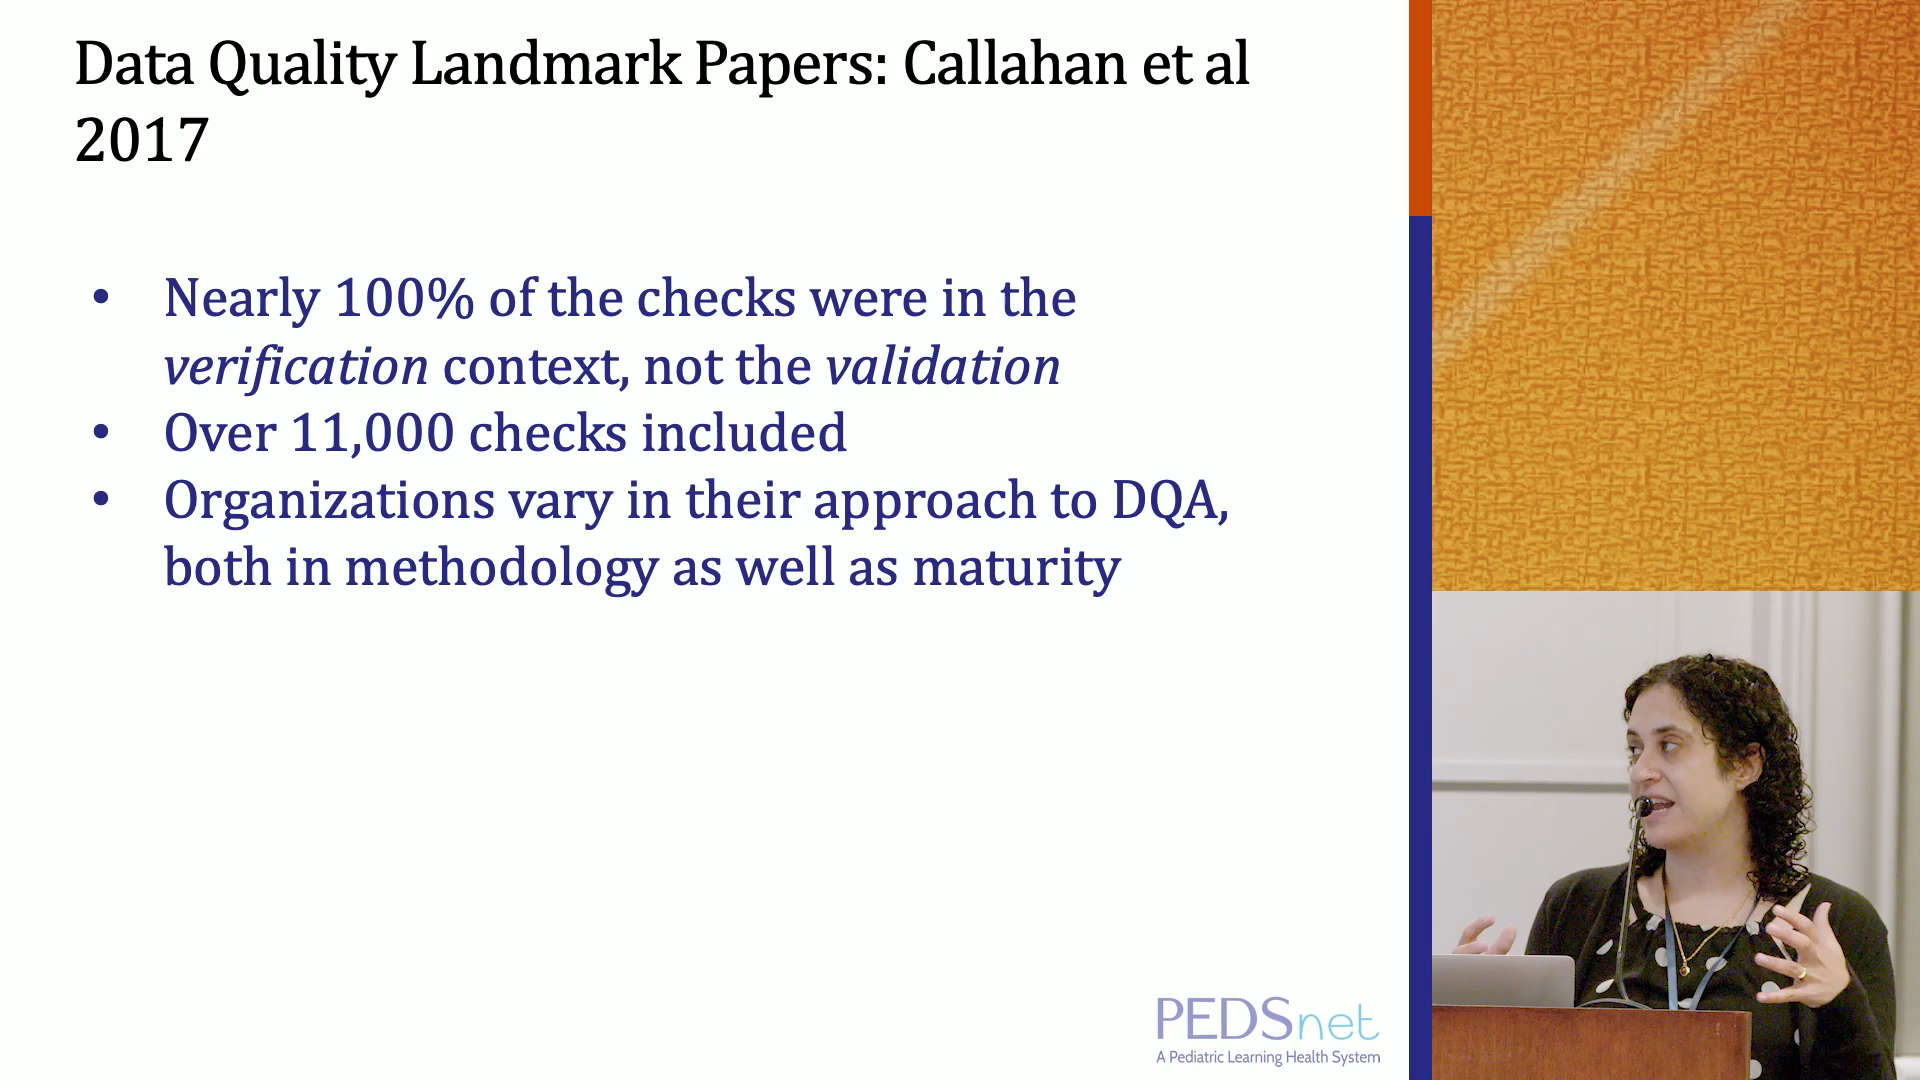 Data Quality Landmark Papers: Callahan et al
2017
• Nearly 100% of the checks were in the
verification context, not the validation
• Over 11,000 checks included
• Organizations vary in their approach to DQA,
both in methodology as well as maturity
PEDSnet
A Pediatric Learning Health System